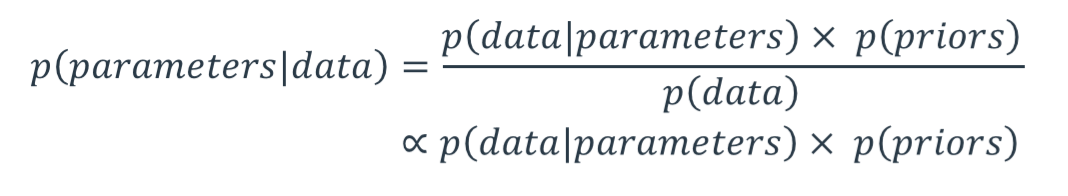 p(parameters|data) = p(data|parameters) × p(priors)
p(data)
∝ p(data|parameters) × p(priors)